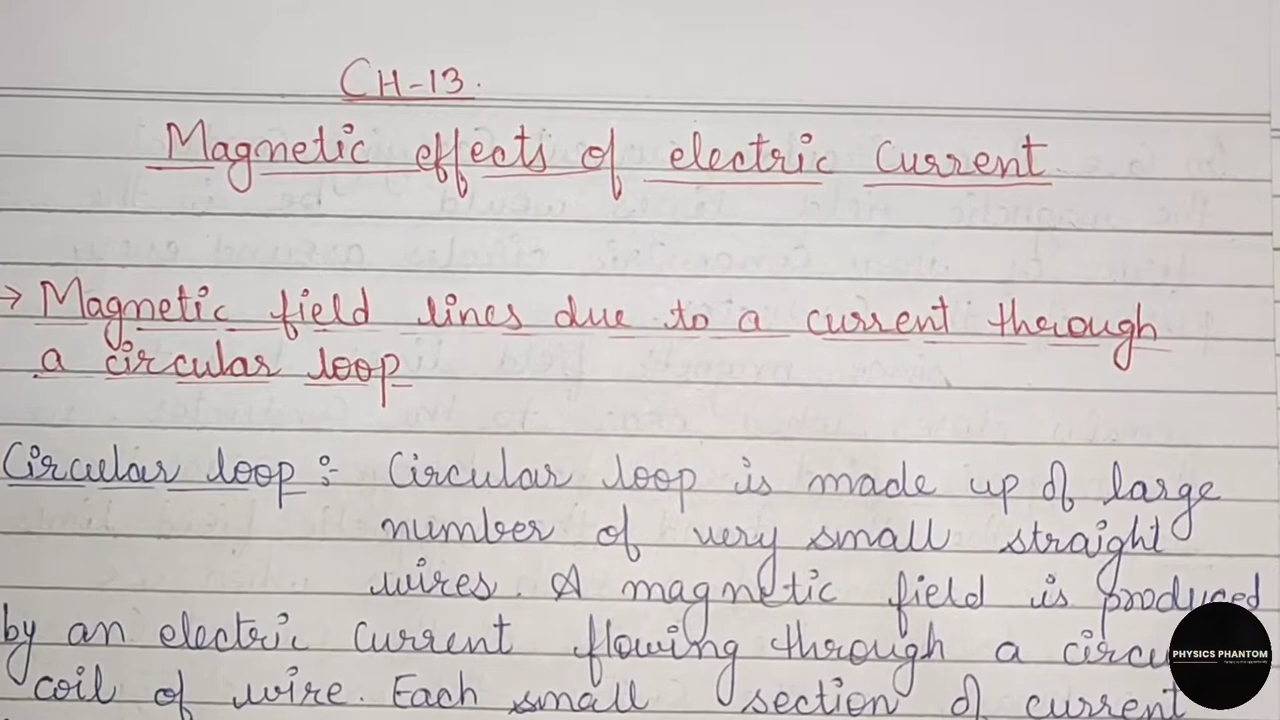 CH-13.
Magnetic effects of electric Current
→ Magnetic field lines due to a current through
a circular loop
Circular loop :- Circular loop is made up of large
number of very small straight
wires. A magnetic field is produced
by an electric current flowing through a circu
coil of wire. Each small section of current
PHYSICS PHANTOM